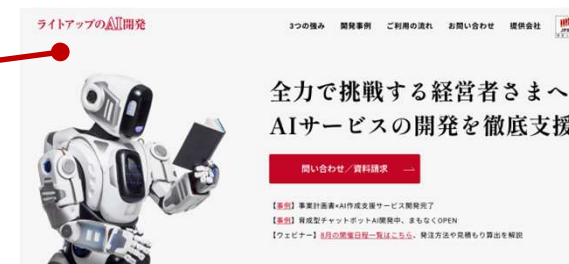 ライトアップのAI開発
3つの強み 開発事例 ご利用の流れ お問い合わせ 提供会社
全力で挑戦する経営者さまへ
AIサービスの開発を徹底支援
問い合わせ／資料請求 →
【事例】事業計画書×AI作成支援サービス開発完了
【事例】育成型チャットボットAI開発中、まもなくOPEN
【ウェビナー】8月の開催日程一覧はこちら、発注方法や見積もり算出を解説